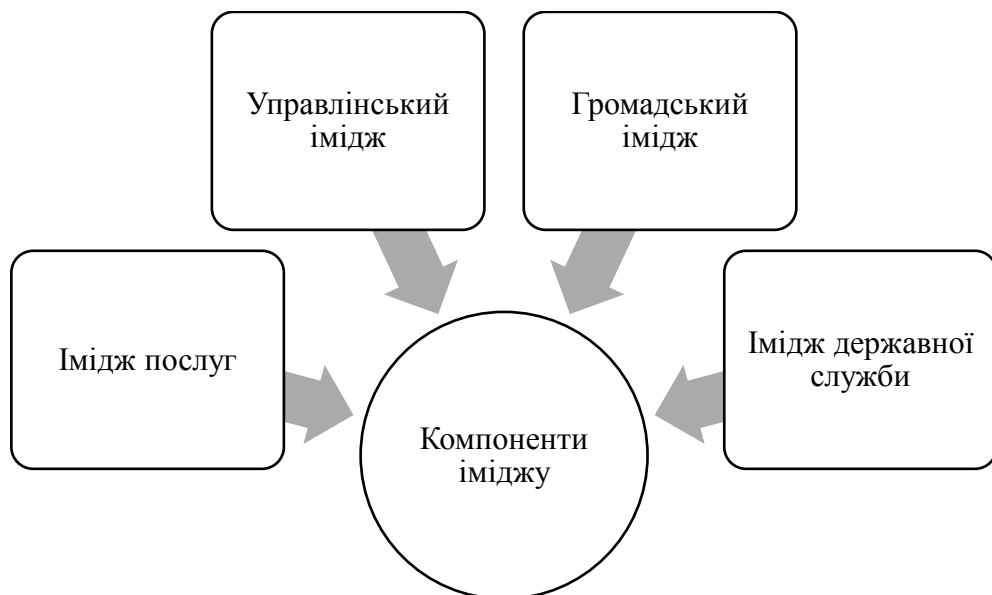 Управлінський
імідж
Громадський
імідж
Імідж послуг
Імідж державної
служби
Компоненти
іміджу